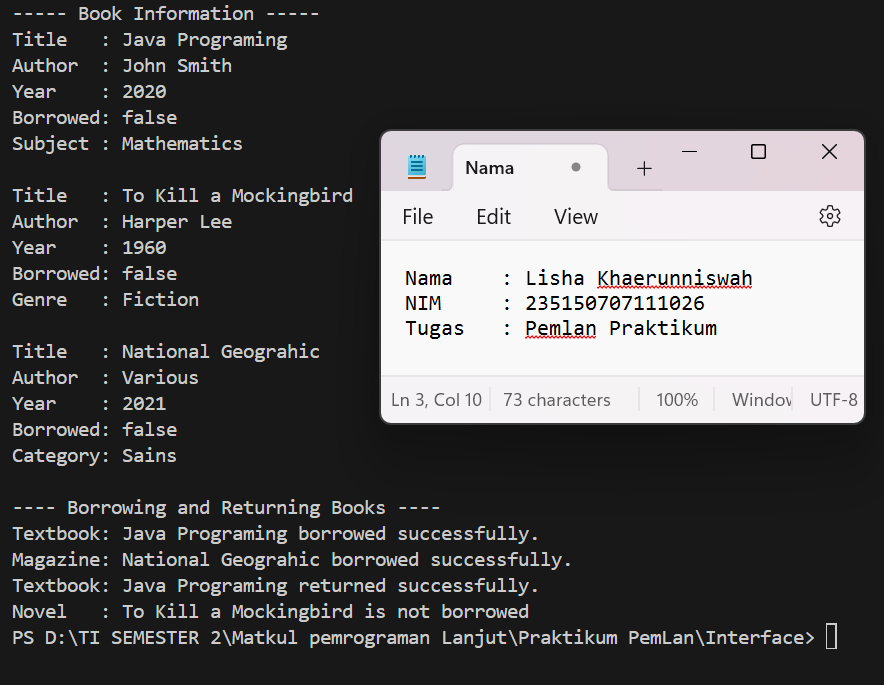 ----- Book Information -----
Title   : Java Programing
Author  : John Smith
Year    : 2020
Borrowed: false
Subject : Mathematics
Title   : To Kill a Mockingbird
Author  : Harper Lee
Year    : 1960
Borrowed: false
Genre   : Fiction
Title   : National Geograhic
Author  : Various
Year    : 2021
Borrowed: false
Category: Sains
---- Borrowing and Returning Books ----
Textbook: Java Programing borrowed successfully.
Magazine: National Geograhic borrowed successfully.
Textbook: Java Programing returned successfully.
Novel   : To Kill a Mockingbird is not borrowed
PS D:\TI SEMESTER 2\Matkul pemrograman Lanjut\Praktikum PemLan\Interface>
Nama
File Edit View
Nama    : Lisha Khaerunniswah
NIM     : 235150707111026
Tugas   : Pemlan Praktikum
Ln 3, Col 10 73 characters 100% Window UTF-8